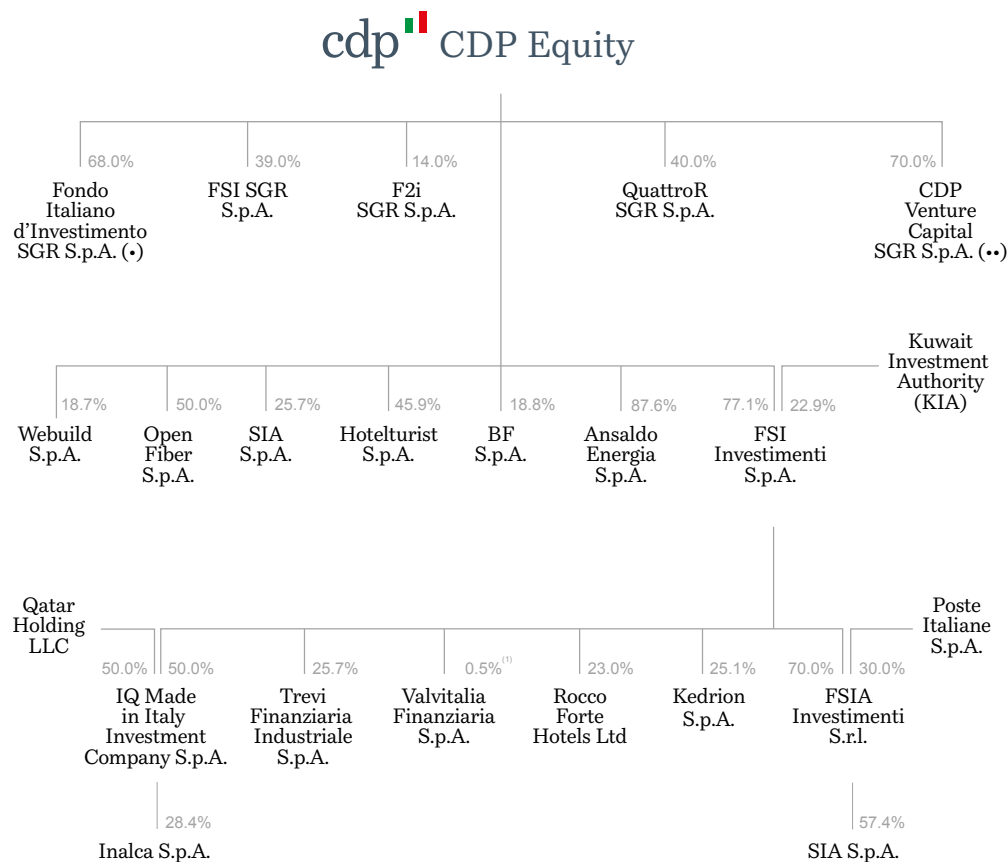 cdp CDP Equity
68.0%
39.0%
14.0%
40.0%
70.0%
Fondo
Italiano
d'Investimento
SGR S.p.A. (•)
FSI SGR
S.p.A.
F2i
SGR S.p.A.
QuattroR
SGR S.p.A.
CDP
Venture
Capital
SGR S.p.A. (••)
Kuwait
Investment
Authority
(KIA)
18.7%
50.0%
25.7%
45.9%
18.8%
87.6%
77.1%
22.9%
Webuild
S.p.A.
Open
Fiber
S.p.A.
SIA
S.p.A.
Hotelturist
S.p.A.
BF
S.p.A.
Ansaldo
Energia
S.p.A.
FSI
Investimenti
S.p.A.
Qatar
Holding
LLC
Poste
Italiane
S.p.A.
50.0%
50.0%
25.7%
0.5% (1)
23.0%
25.1%
70.0%
30.0%
IQ Made
in Italy
Investment
Company S.p.A.
Trevi
Finanziaria
Industriale
S.p.A.
Valvitalia
Finanziaria
S.p.A.
Rocco
Forte
Hotels Ltd
Kedrion
S.p.A.
FSIA
Investimenti
S.r.l.
28.4%
57.4%
Inalca S.p.A.
SIA S.p.A.